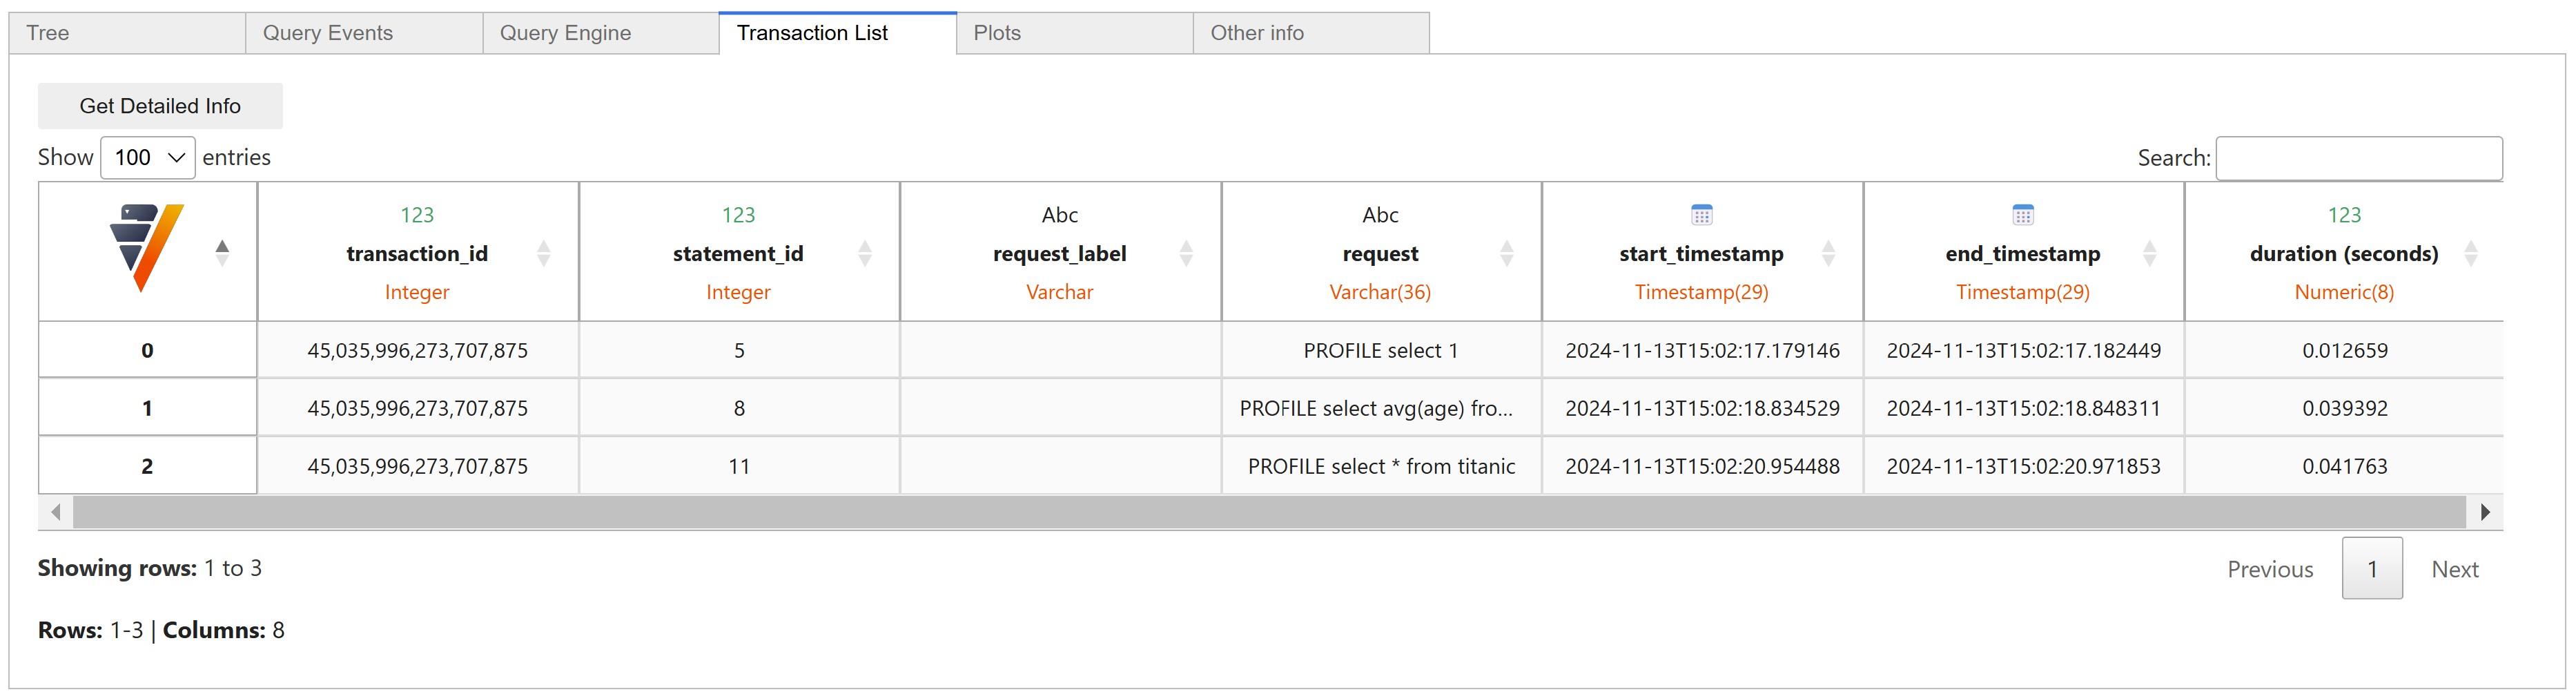 Tree Query Events Query Engine Transaction List Plots Other info
Get Detailed Info
Show 100 entries Search:
123 123 Abc Abc 123
transaction_id statement_id request_label request start_timestamp end_timestamp duration (seconds)
Integer Integer Varchar Varchar(36) Timestamp(29) Timestamp(29) Numeric(8)
0 45,035,996,273,707,875 5 PROFILE select 1 2024-11-13T15:02:17.179146 2024-11-13T15:02:17.182449 0.012659
1 45,035,996,273,707,875 8 PROFILE select avg(age) fro... 2024-11-13T15:02:18.834529 2024-11-13T15:02:18.848311 0.039392
2 45,035,996,273,707,875 11 PROFILE select * from titanic 2024-11-13T15:02:20.954488 2024-11-13T15:02:20.971853 0.041763
Showing rows: 1 to 3 Previous 1 Next
Rows: 1-3 | Columns: 8